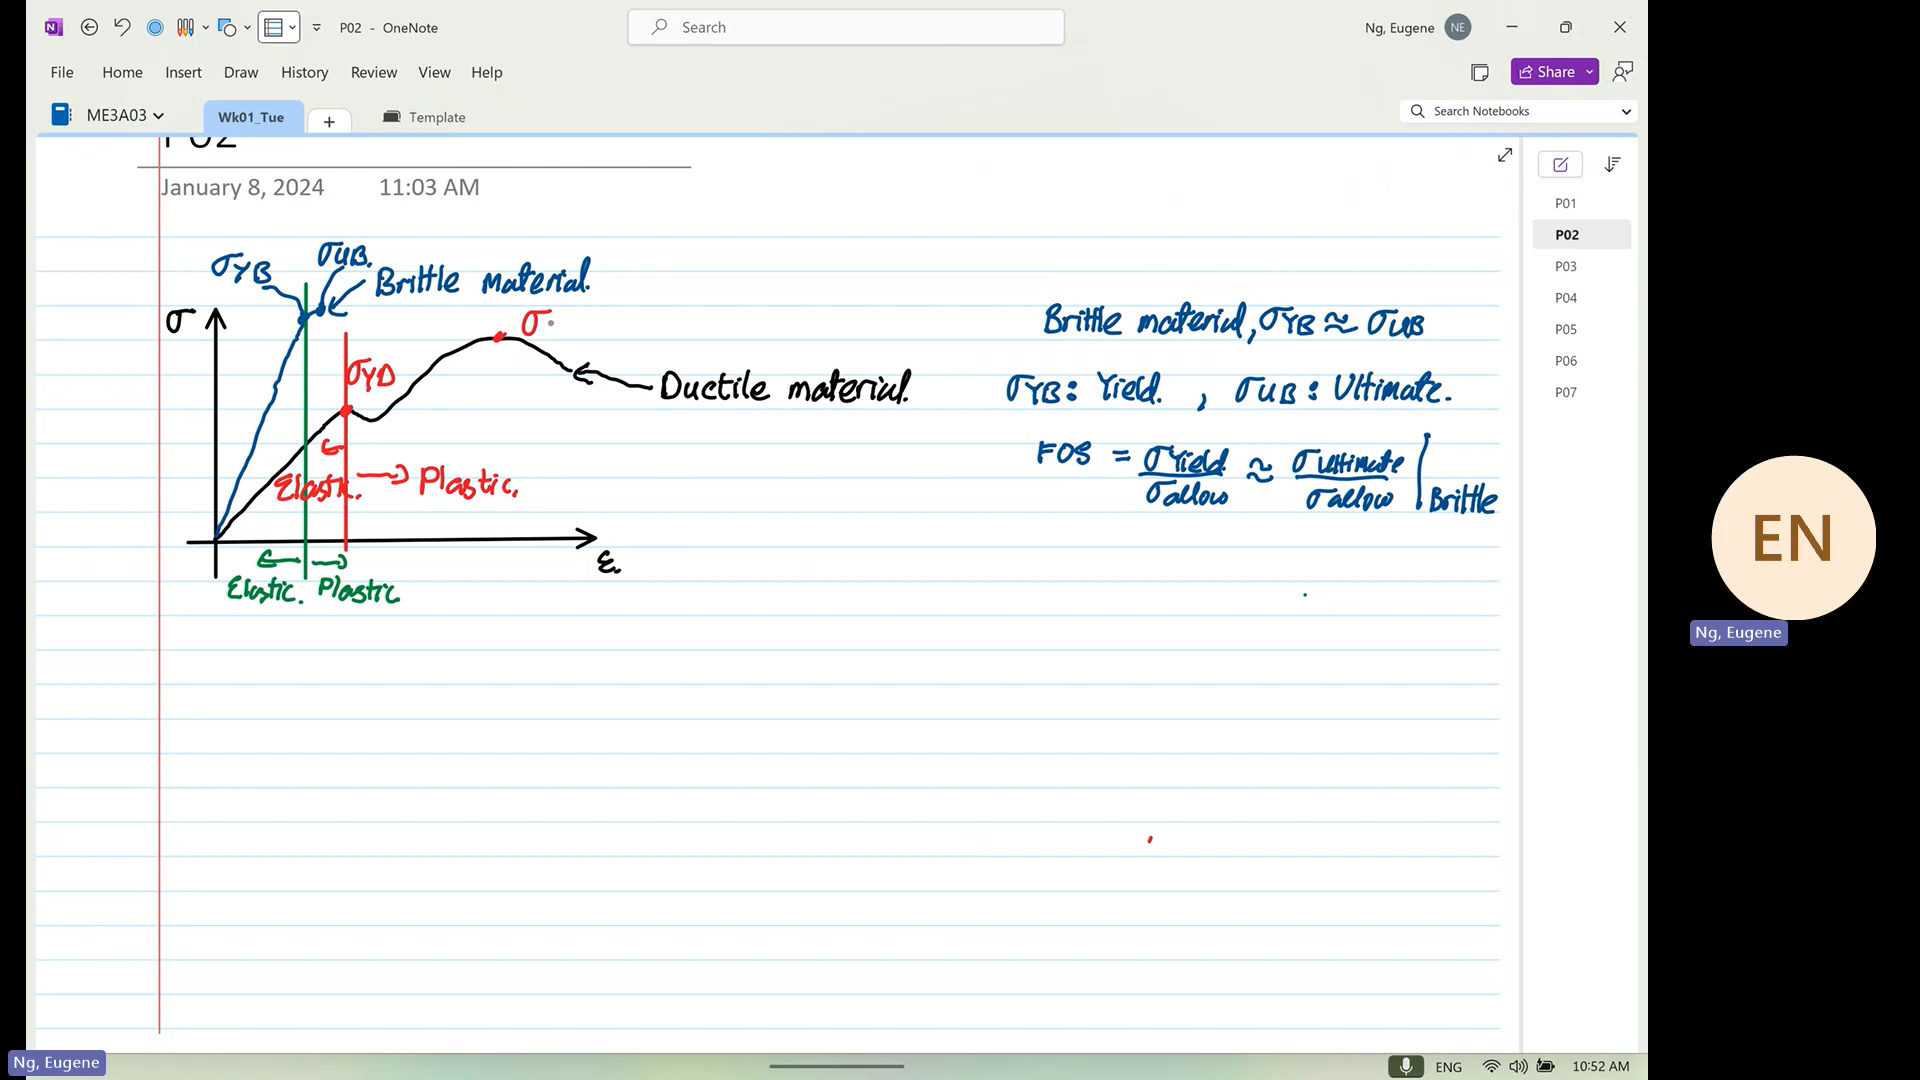 P02 - OneNote
Search
Ng, Eugene
NE
File
Home
Insert
Draw
History
Review
View
Help
Share
ME3A03
Wk01_Tue
+
Template
Search Notebooks
P02
January 8, 2024
11:03 AM
P01
P02
P03
P04
P05
P06
P07
σYB
σUB.
Brittle material.
σ
σ
Brittle material, σYB ≈ σUB
σYD
Ductile material.
σYB : Yield. , σUB : Ultimate.
FOS = σYield/σallow ≈ σultimate/σallow | Brittle
Elastic.
Plastic.
ε.
Elastic.
Plastic
EN
Ng, Eugene
Ng, Eugene
ENG
10:52 AM